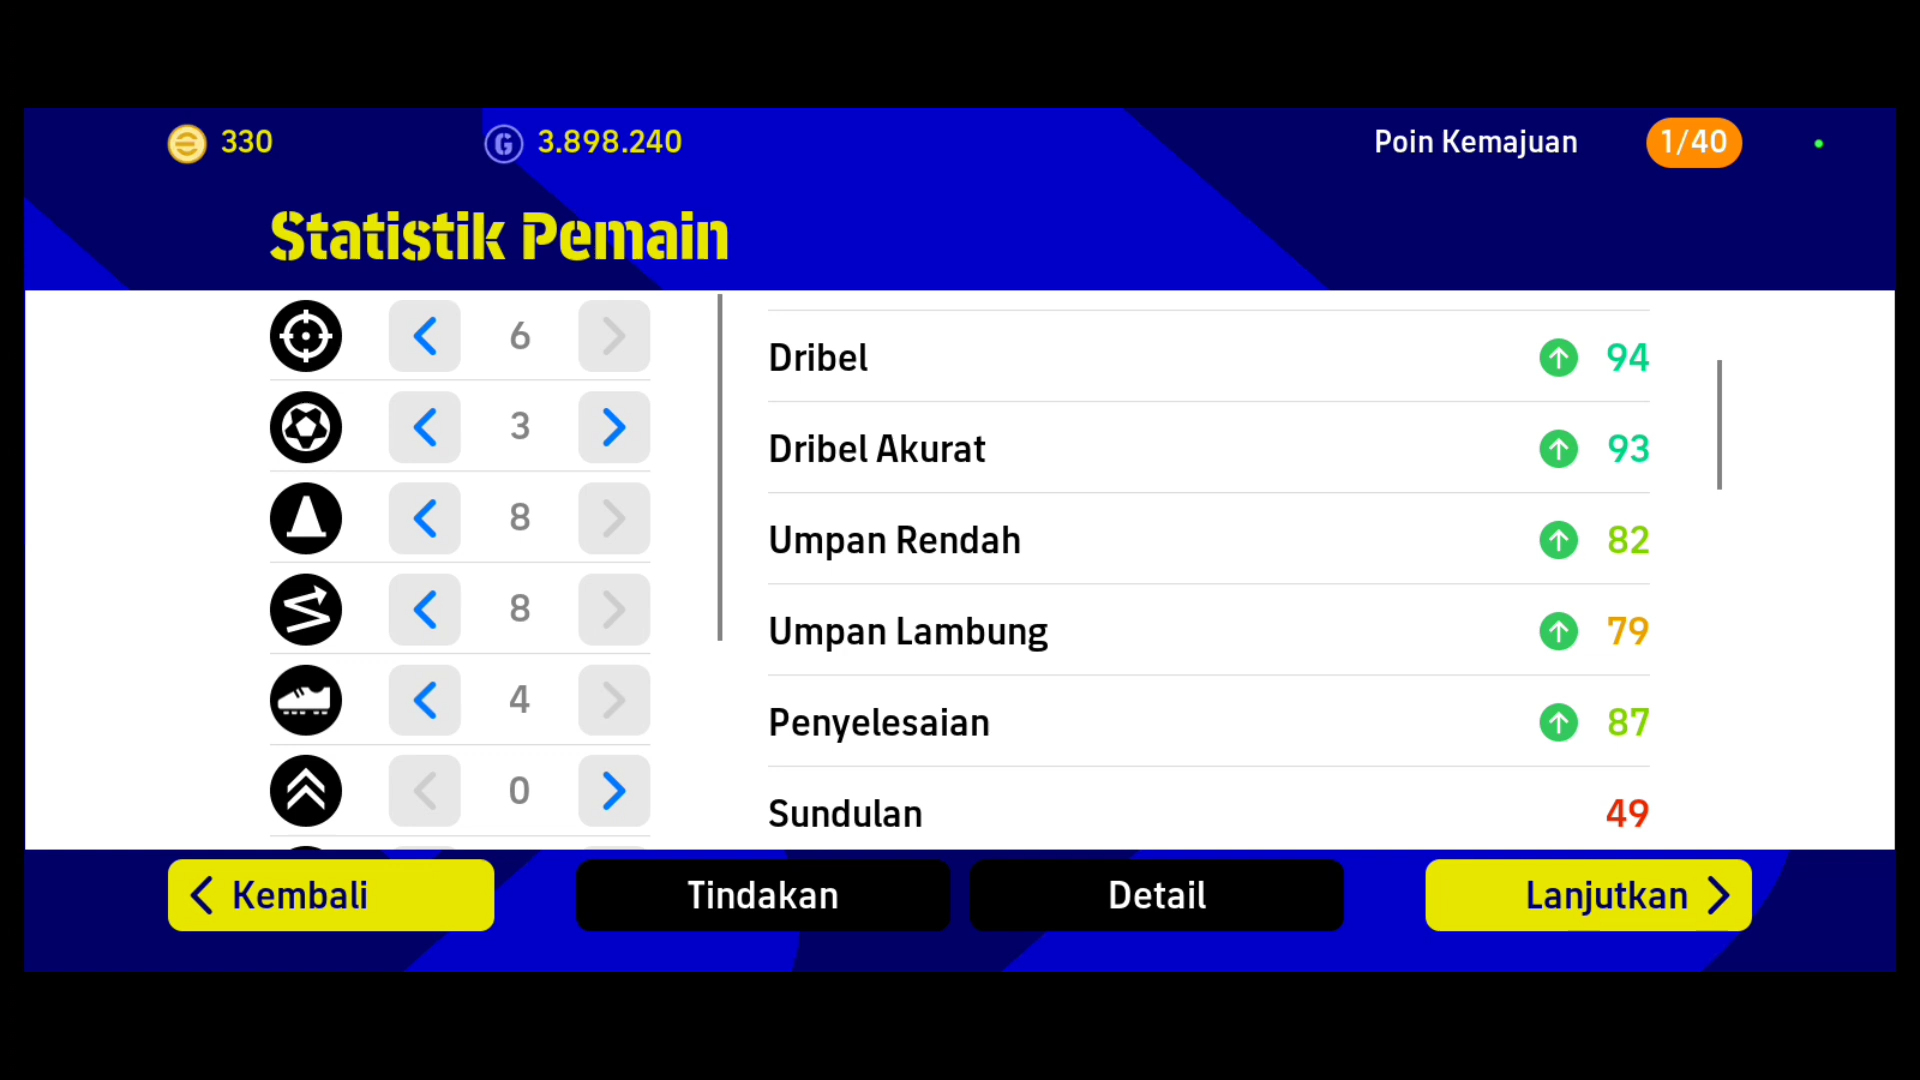 330
3.898.240
Poin Kemajuan
1/40
Statistik Pemain
6
3
8
8
4
0
Dribel 94
Dribel Akurat 93
Umpan Rendah 82
Umpan Lambung 79
Penyelesaian 87
Sundulan 49
Kembali
Tindakan
Detail
Lanjutkan